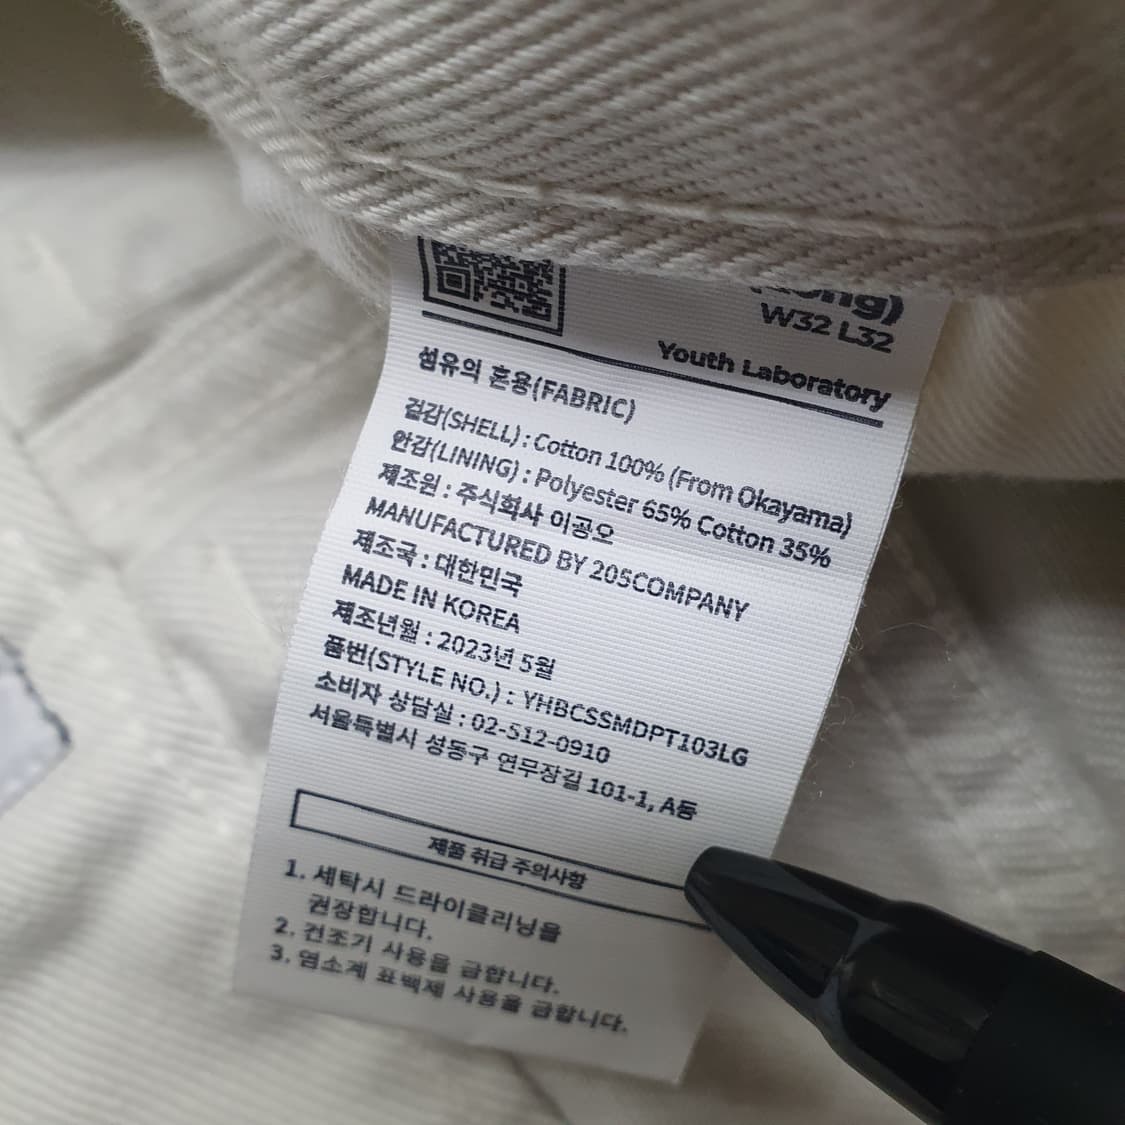 W32 L32
Youth Laboratory
섬유의 혼용(FABRIC)
겉감(SHELL) : Cotton 100% (From Okayama)
안감(LINING) : Polyester 65% Cotton 35%
제조원 : 주식회사 이공오
MANUFACTURED BY 205COMPANY
제조국 : 대한민국
MADE IN KOREA
제조년월 : 2023년 5월
품번(STYLE NO.) : YHBCSSMDPT103LG
소비자 상담실 : 02-512-0910
서울특별시 성동구 연무장길 101-1, A동
제품 취급 주의사항
1. 세탁시 드라이클리닝을
권장합니다.
2. 건조기 사용을 금합니다.
3. 염소계 표백제 사용을 금합니다.